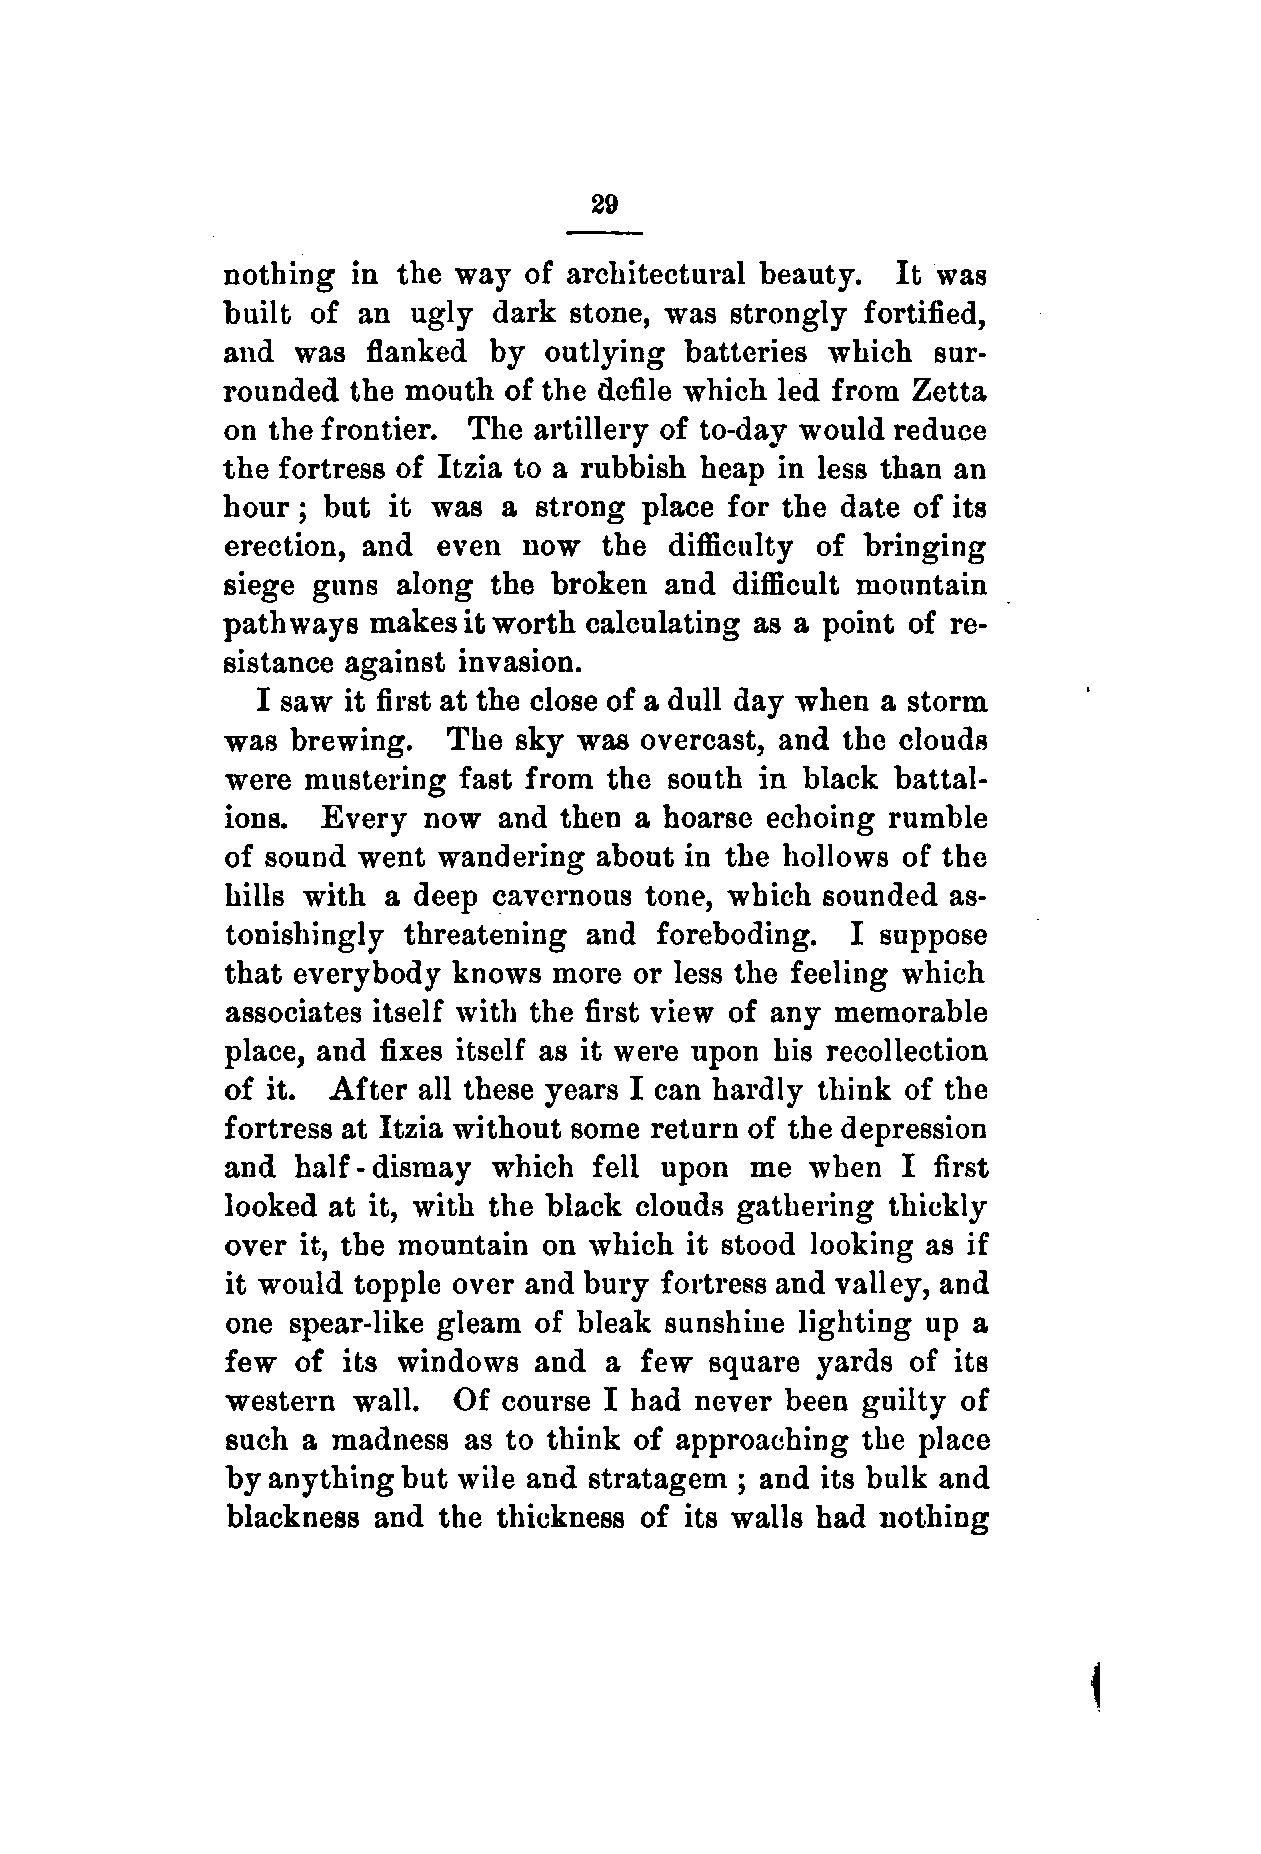 29
nothing in the way of architectural beauty. It was
built of an ugly dark stone, was strongly fortified,
and was flanked by outlying batteries which sur-
rounded the mouth of the defile which led from Zetta
on the frontier. The artillery of to-day would reduce
the fortress of Itzia to a rubbish heap in less than an
hour ; but it was a strong place for the date of its
erection, and even now the difficulty of bringing
siege guns along the broken and difficult mountain
pathways makes it worth calculating as a point of re-
sistance against invasion.
I saw it first at the close of a dull day when a storm
was brewing. The sky was overcast, and the clouds
were mustering fast from the south in black battal-
ions. Every now and then a hoarse echoing rumble
of sound went wandering about in the hollows of the
hills with a deep cavernous tone, which sounded as-
tonishingly threatening and foreboding. I suppose
that everybody knows more or less the feeling which
associates itself with the first view of any memorable
place, and fixes itself as it were upon his recollection
of it. After all these years I can hardly think of the
fortress at Itzia without some return of the depression
and half-dismay which fell upon me when I first
looked at it, with the black clouds gathering thickly
over it, the mountain on which it stood looking as if
it would topple over and bury fortress and valley, and
one spear-like gleam of bleak sunshine lighting up a
few of its windows and a few square yards of its
western wall. Of course I had never been guilty of
such a madness as to think of approaching the place
by anything but wile and stratagem ; and its bulk and
blackness and the thickness of its walls had nothing